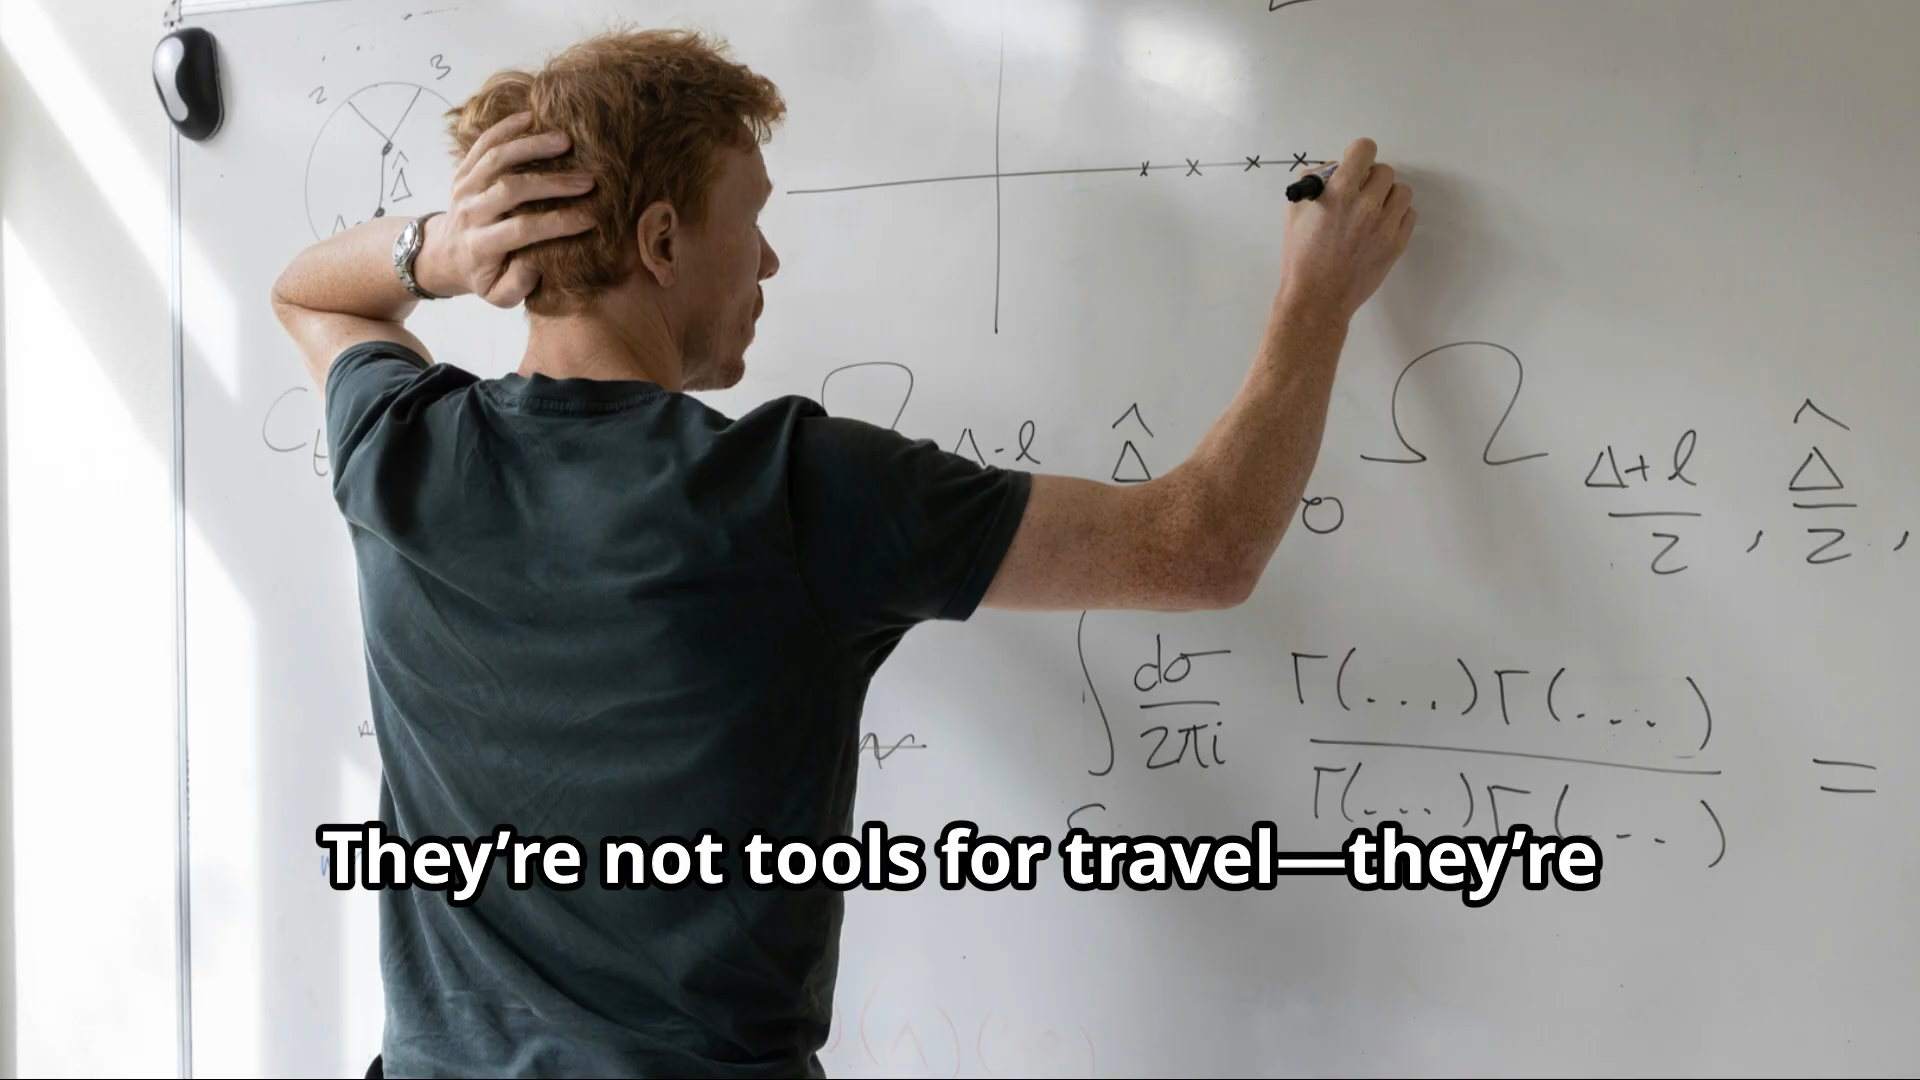 2 3
Δ̂
x x x x
C Ω Δ-l Δ̂ Ω Δ+l/2 , Δ̂/2 ,
∫ dσ/2πi Γ(...)Γ(...)/Γ(...)Γ(...) =
They’re not tools for travel—they’re